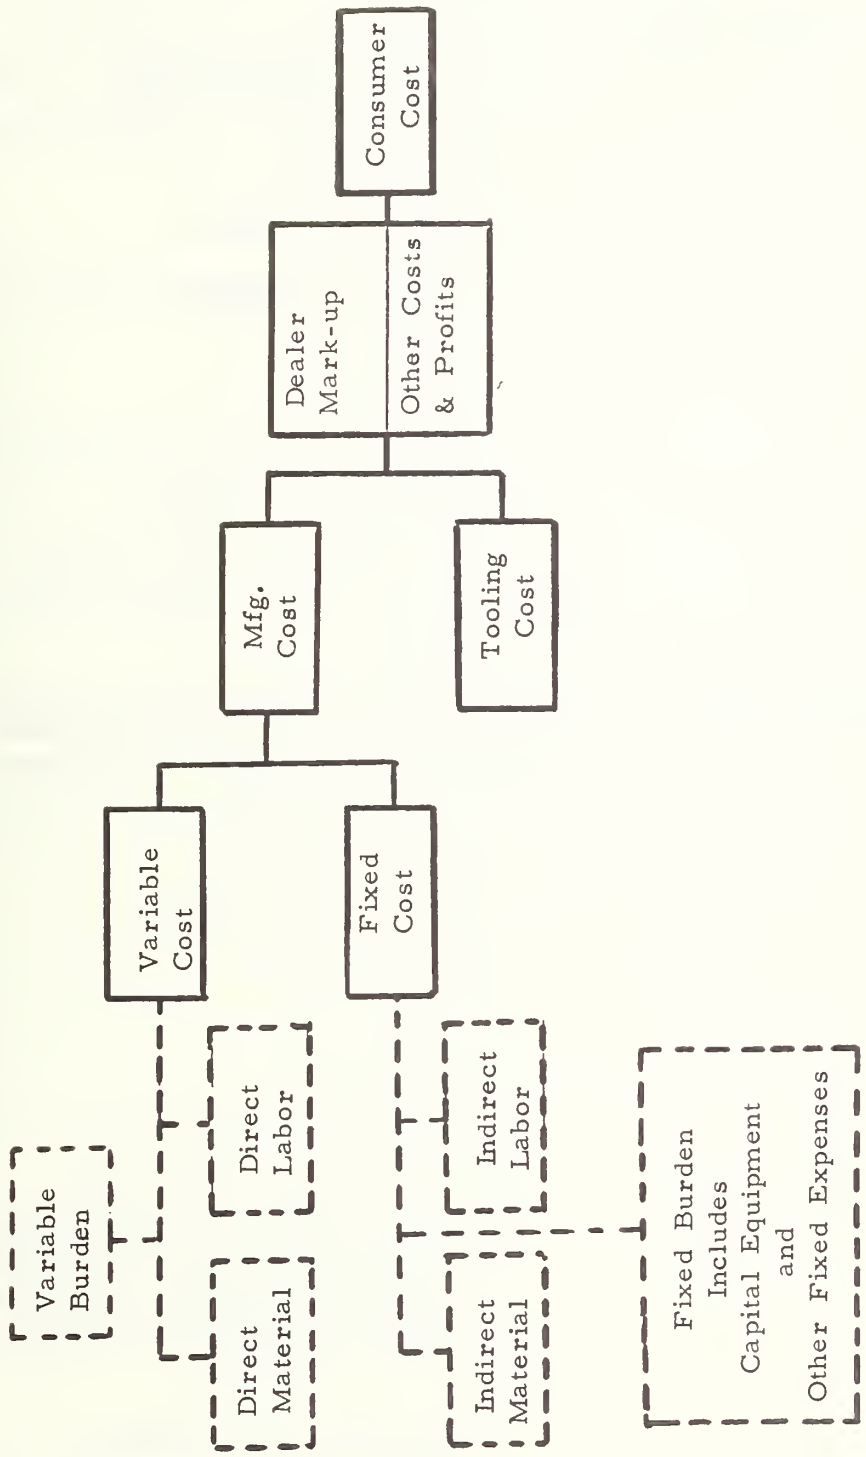 Variable
Burden
Variable
Cost
Direct
Material
Direct
Labor
Mfg.
Cost
Dealer
Mark-up
Other Costs
& Profits
Consumer
Cost
Fixed
Cost
Indirect
Material
Indirect
Labor
Tooling
Cost
Fixed Burden
Includes
Capital Equipment
and
Other Fixed Expenses